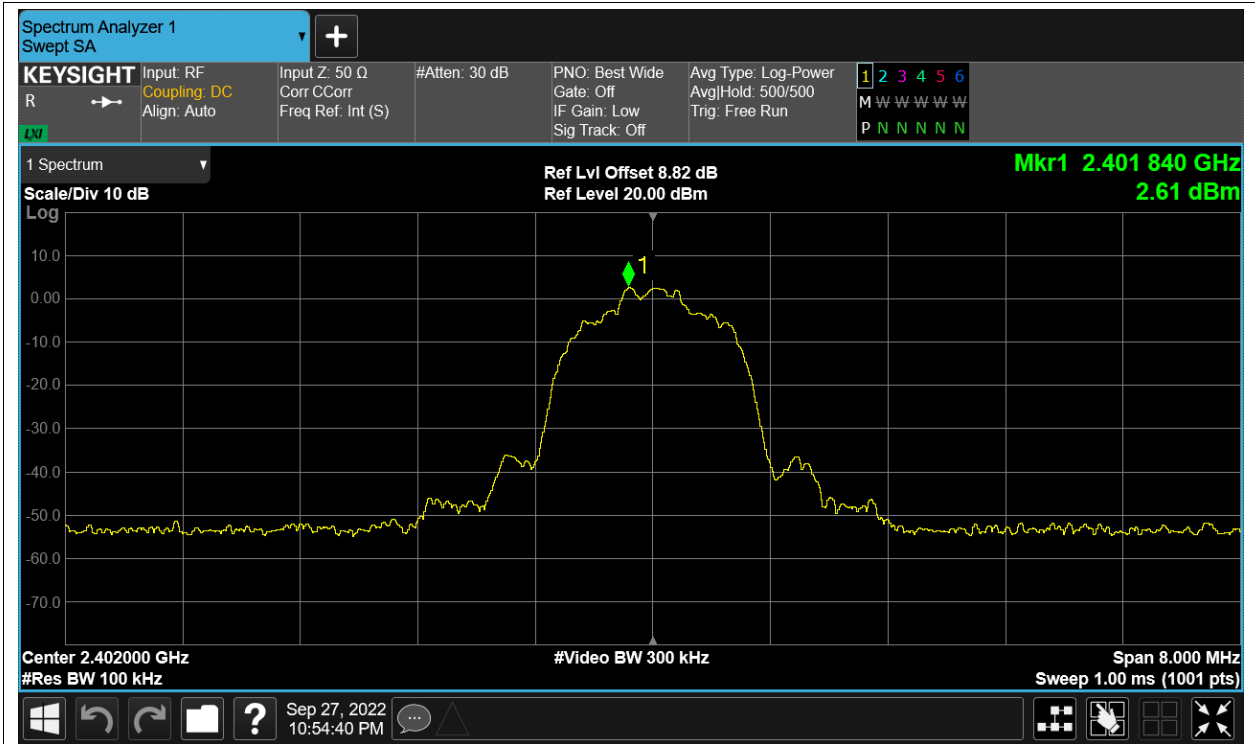 Spectrum Analyzer 1
Swept SA
+
KEYSIGHT
R
LXI
Input: RF
Coupling: DC
Align: Auto
Input Z: 50 Ω
Corr CCorr
Freq Ref: Int (S)
#Atten: 30 dB
PNO: Best Wide
Gate: Off
IF Gain: Low
Sig Track: Off
Avg Type: Log-Power
Avg|Hold: 500/500
Trig: Free Run
1 2 3 4 5 6
M W W W W W
P N N N N N
1 Spectrum
Scale/Div 10 dB
Log
Ref Lvl Offset 8.82 dB
Ref Level 20.00 dBm
Mkr1 2.401 840 GHz
2.61 dBm
1
10.0
0.00
-10.0
-20.0
-30.0
-40.0
-50.0
-60.0
-70.0
Center 2.402000 GHz
#Res BW 100 kHz
#Video BW 300 kHz
Span 8.000 MHz
Sweep 1.00 ms (1001 pts)
?
Sep 27, 2022
10:54:40 PM